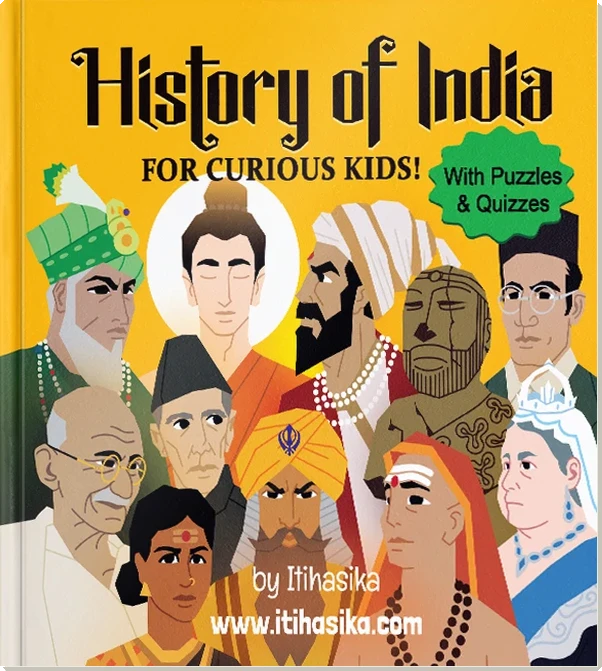 History of India
FOR CURIOUS KIDS!
With Puzzles
& Quizzes
by Itihasika
www.itihasika.com